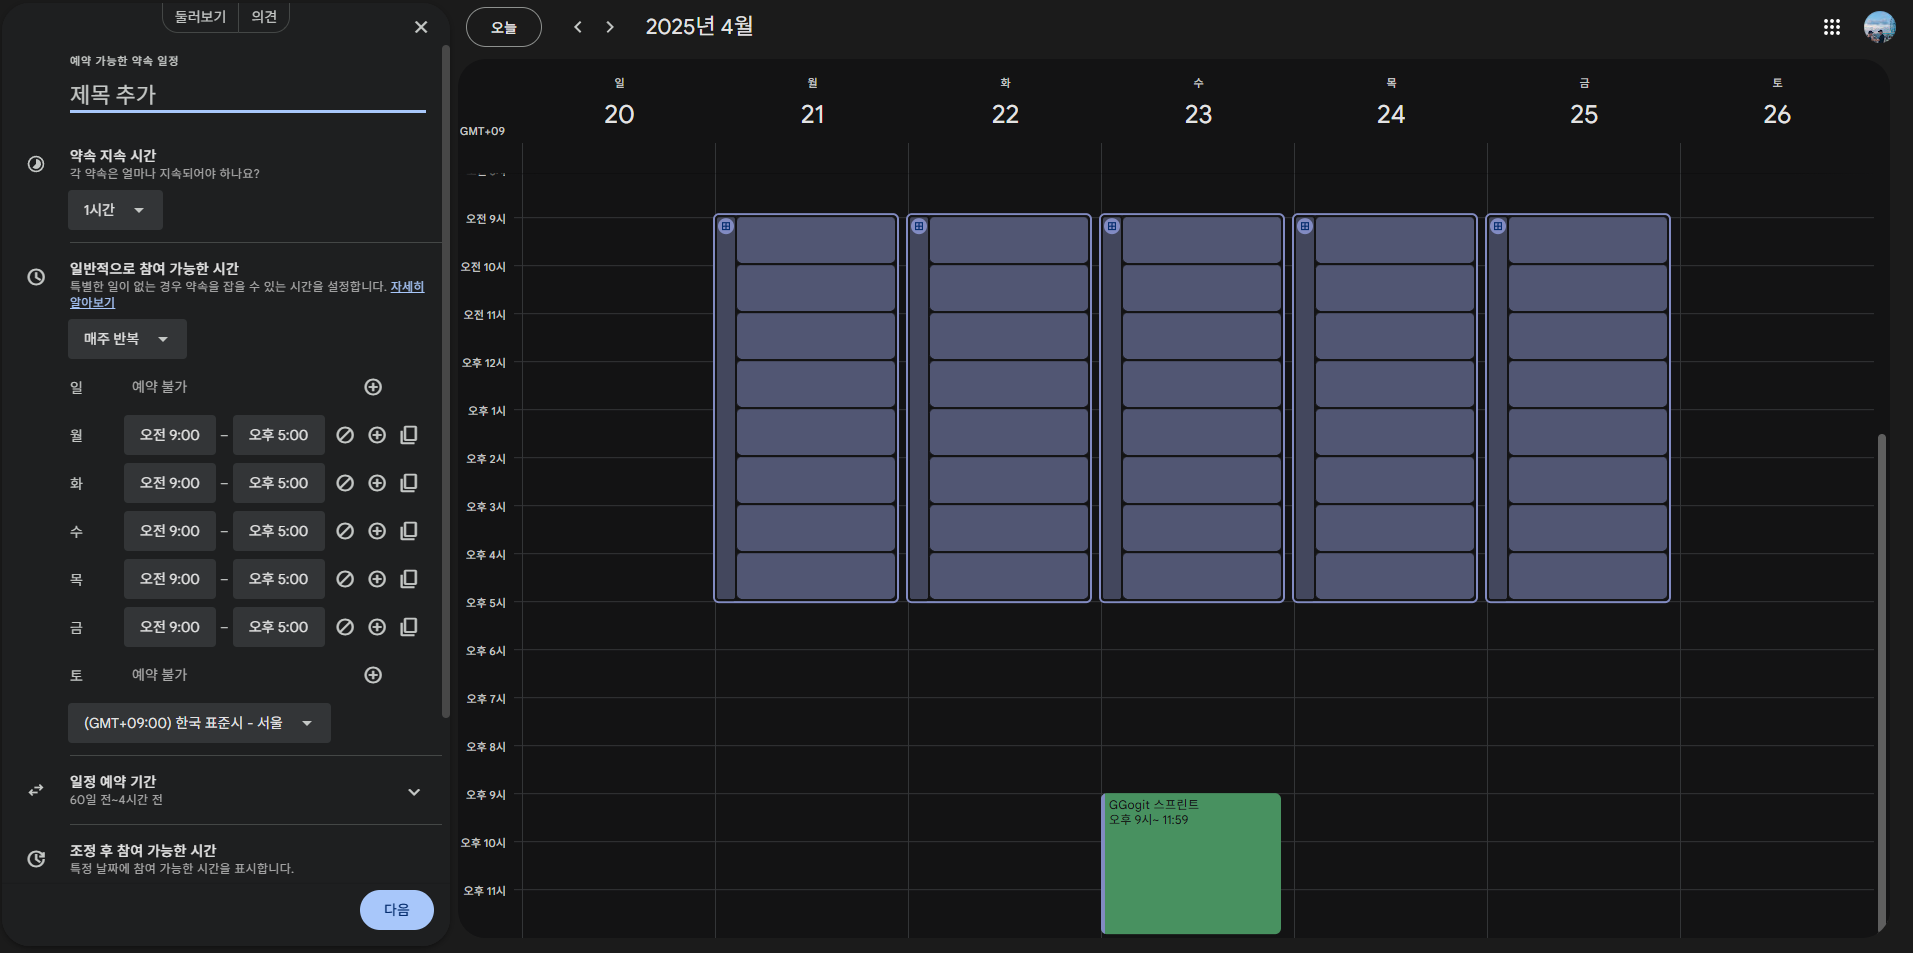 둘러보기
의견
예약 가능한 약속 일정
제목 추가
약속 지속 시간
각 약속은 얼마나 지속되어야 하나요?
1시간
일반적으로 참여 가능한 시간
특별한 일이 없는 경우 약속을 잡을 수 있는 시간을 설정합니다. 자세히
알아보기
매주 반복
일 예약 불가
월 오전 9:00 – 오후 5:00
화 오전 9:00 – 오후 5:00
수 오전 9:00 – 오후 5:00
목 오전 9:00 – 오후 5:00
금 오전 9:00 – 오후 5:00
토 예약 불가
(GMT+09:00) 한국 표준시 - 서울
일정 예약 기간
60일 전~4시간 전
조정 후 참여 가능한 시간
특정 날짜에 참여 가능한 시간을 표시합니다.
다음
오늘
2025년 4월
일 월 화 수 목 금 토
20 21 22 23 24 25 26
GMT+09
오전 9시
오전 10시
오전 11시
오후 12시
오후 1시
오후 2시
오후 3시
오후 4시
오후 5시
오후 6시
오후 7시
오후 8시
오후 9시
오후 10시
오후 11시
GGogit 스프린트
오후 9시~ 11:59